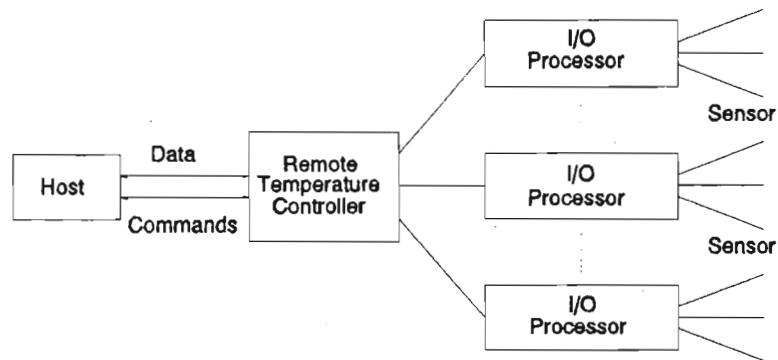 I/O
Processor
Sensor
Data
Host
Remote
Temperature
Controller
Commands
I/O
Processor
Sensor
I/O
Processor